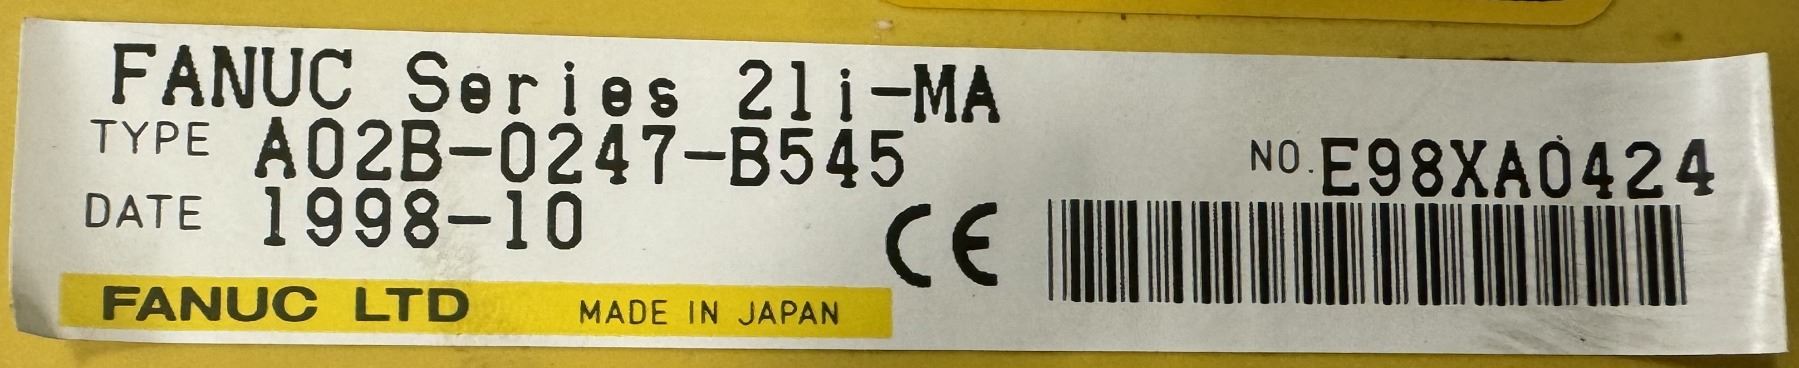 FANUC Series 21i-MA
TYPE A02B-0247-B545
NO. E98XA0424
DATE 1998-10
CE
FANUC LTD MADE IN JAPAN